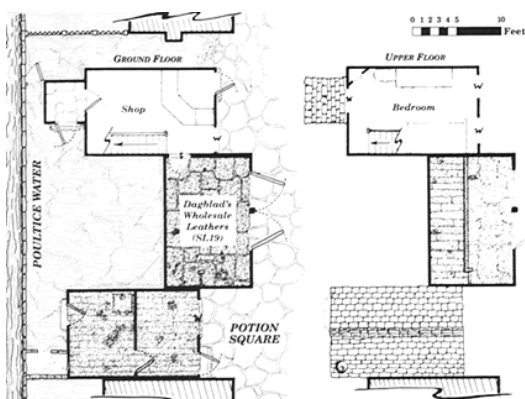 0 1 2 3 4 5 10
Feet
GROUND FLOOR
UPPER FLOOR
Shop
Bedroom
W
W
W
W
W
POULTICE WATER
Dagblad's
Wholesale
Leathers
(SL19)
W
POTION
SQUARE